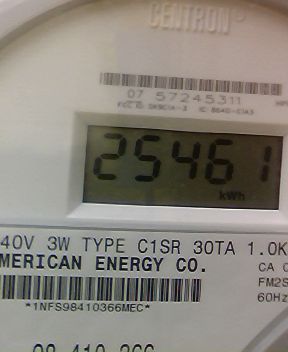 CENTRON®
07 57245311
25461
kWh
40V 3W TYPE C1SR 30TA 1.0K
MERICAN ENERGY CO.
CA 0
FM2S
60Hz
*1NFS98410366MEC*